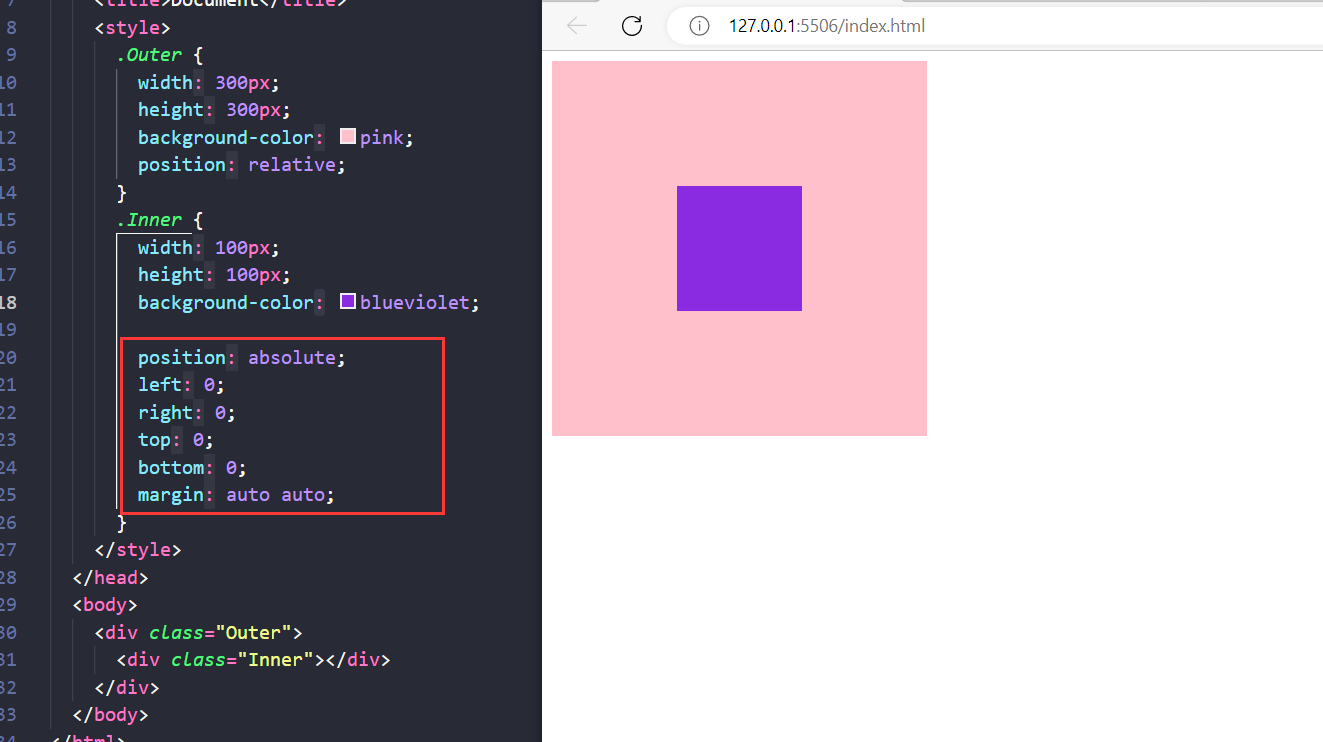 7 <title>Document</title>
8 <style>
9 .Outer {
10 width: 300px;
11 height: 300px;
12 background-color: pink;
13 position: relative;
14 }
15 .Inner {
16 width: 100px;
17 height: 100px;
18 background-color: blueviolet;
19
20 position: absolute;
21 left: 0;
22 right: 0;
23 top: 0;
24 bottom: 0;
25 margin: auto auto;
26 }
27 </style>
28 </head>
29 <body>
30 <div class="Outer">
31 <div class="Inner"></div>
32 </div>
33 </body>
34 </html>
127.0.0.1:5506/index.html